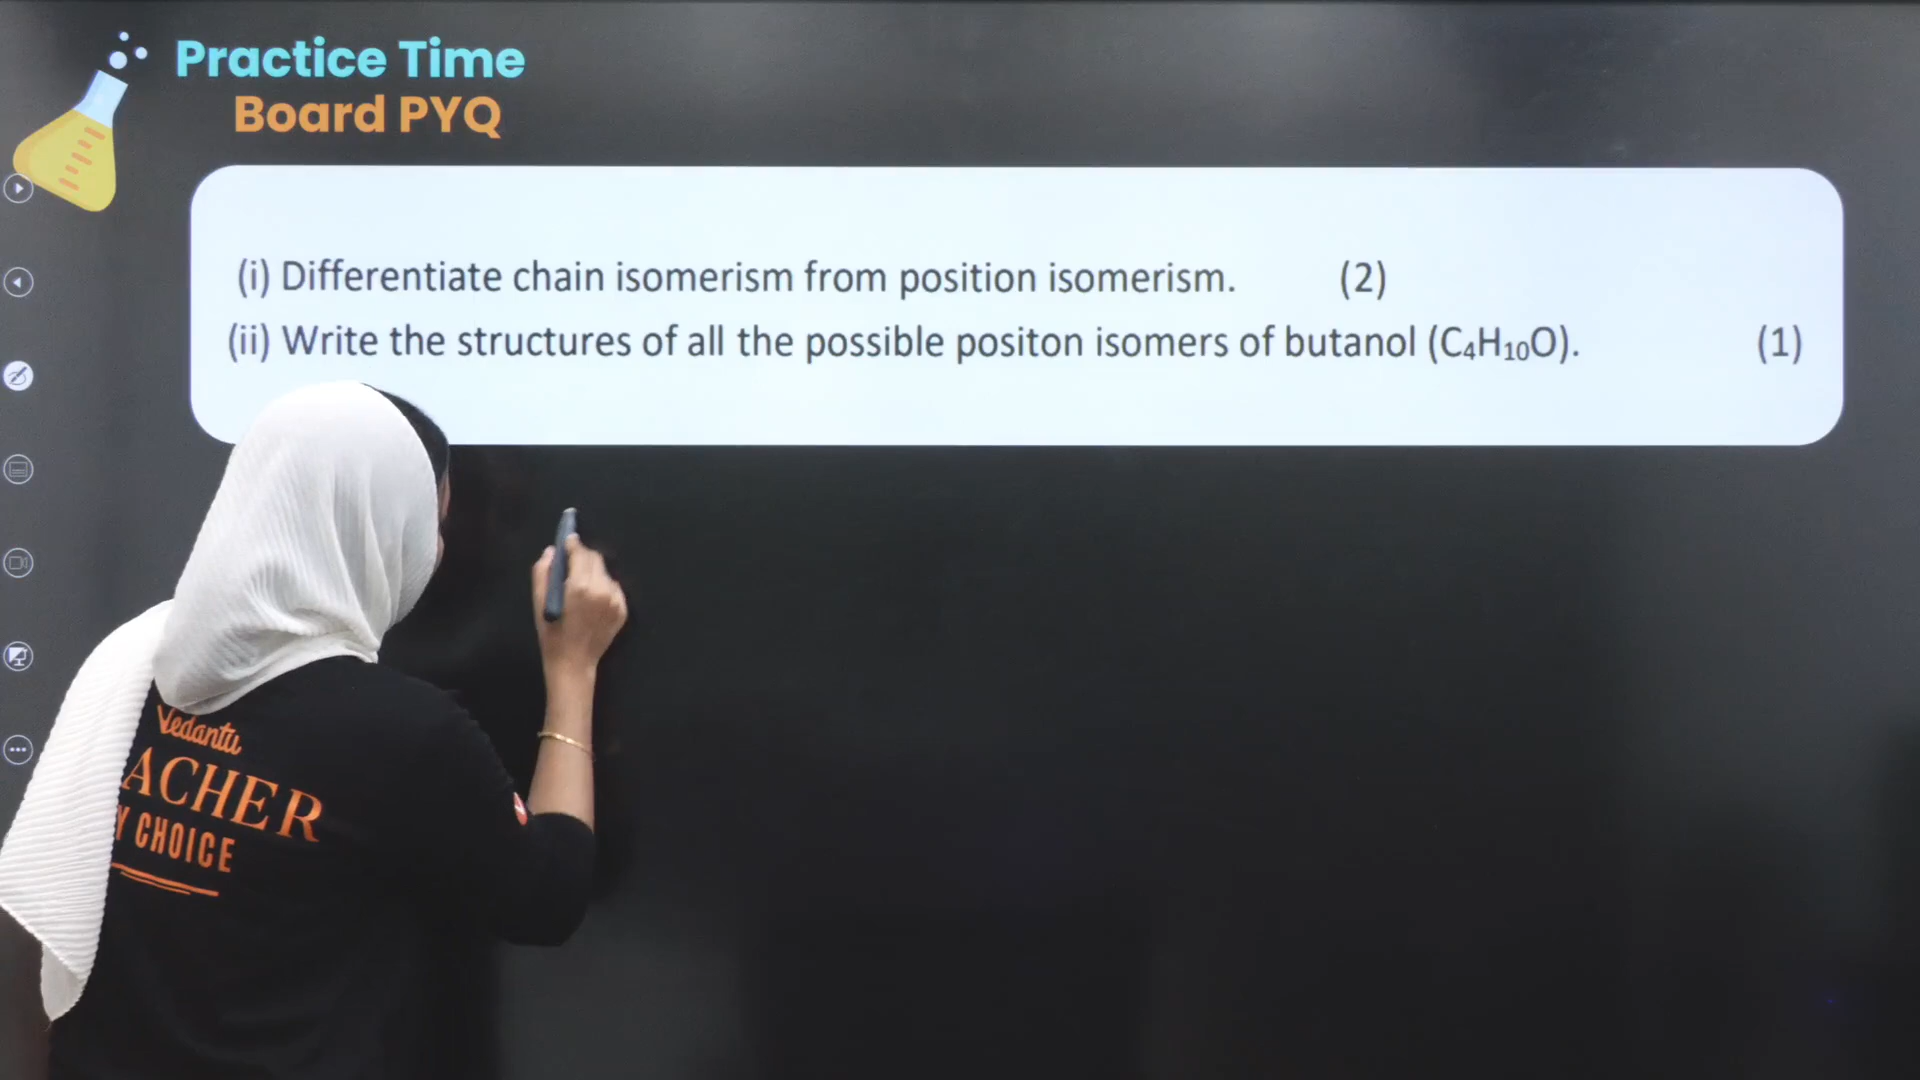 Practice Time
Board PYQ
(i) Differentiate chain isomerism from position isomerism. (2)
(ii) Write the structures of all the possible positon isomers of butanol (C₄H₁₀O). (1)
Vedantu
ACHER
Y CHOICE